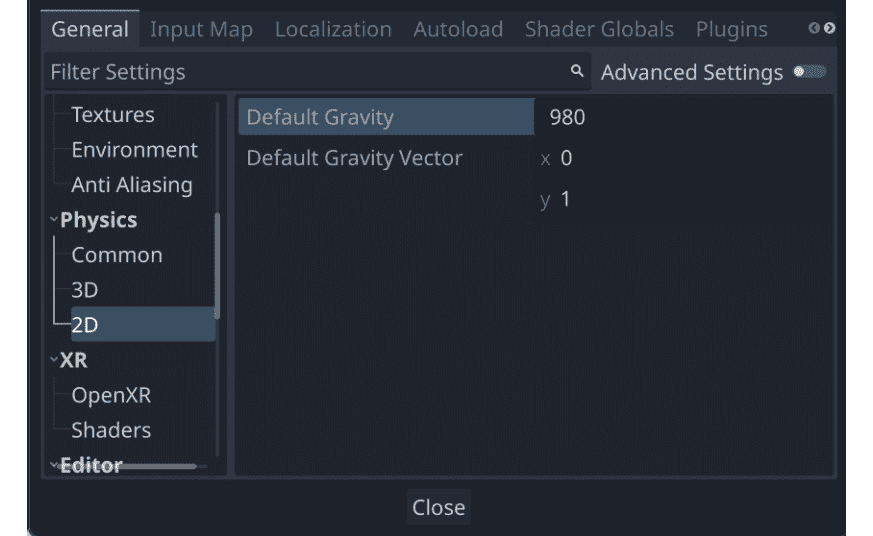 General Input Map Localization Autoload Shader Globals Plugins
Filter Settings Advanced Settings
Textures
Environment
Anti Aliasing
Physics
Common
3D
2D
XR
OpenXR
Shaders
Editor
Default Gravity 980
Default Gravity Vector x 0
y 1
Close